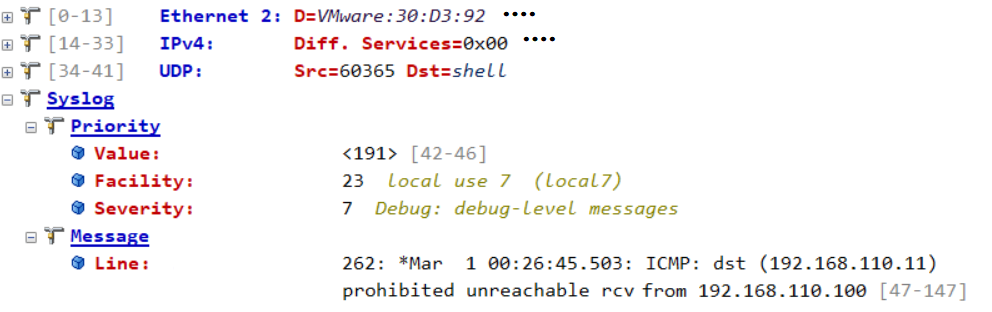 [0-13] Ethernet 2: D=VMware:30:D3:92 ....
[14-33] IPv4: Diff. Services=0x00 ....
[34-41] UDP: Src=60365 Dst=shell
Syslog
Priority
Value: <191> [42-46]
Facility: 23 local use 7 (local7)
Severity: 7 Debug: debug-level messages
Message
Line: 262: *Mar 1 00:26:45.503: ICMP: dst (192.168.110.11)
prohibited unreachable rcv from 192.168.110.100 [47-147]